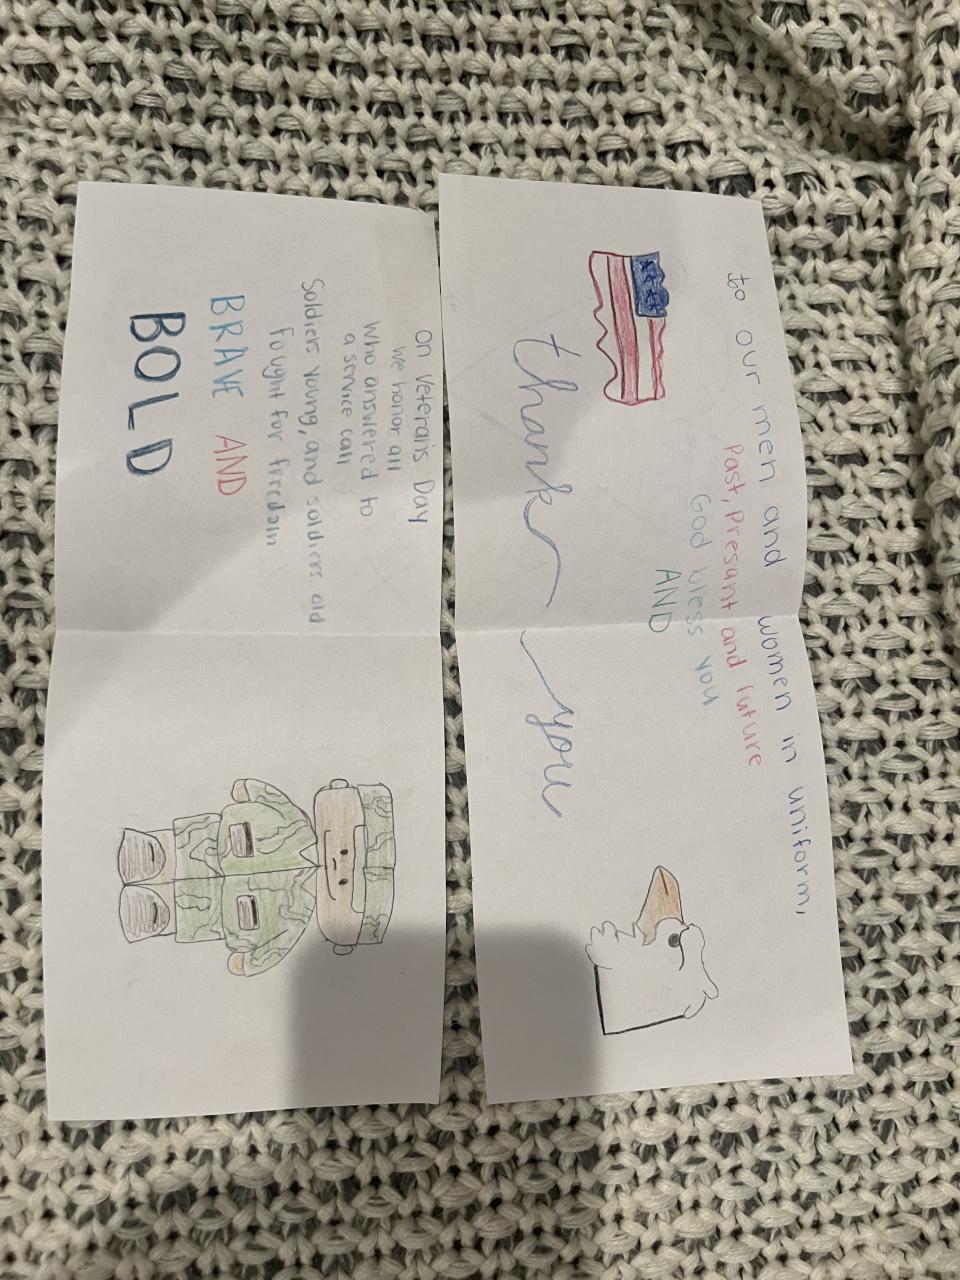 to our men and women in uniform,
Past, Presant and future
God bless you
AND
thank you
On Veterans Day
we honor all
Who answered to
a service call
Soldiers young, and soldiers old
fought for freedom
BRAVE AND
BOLD